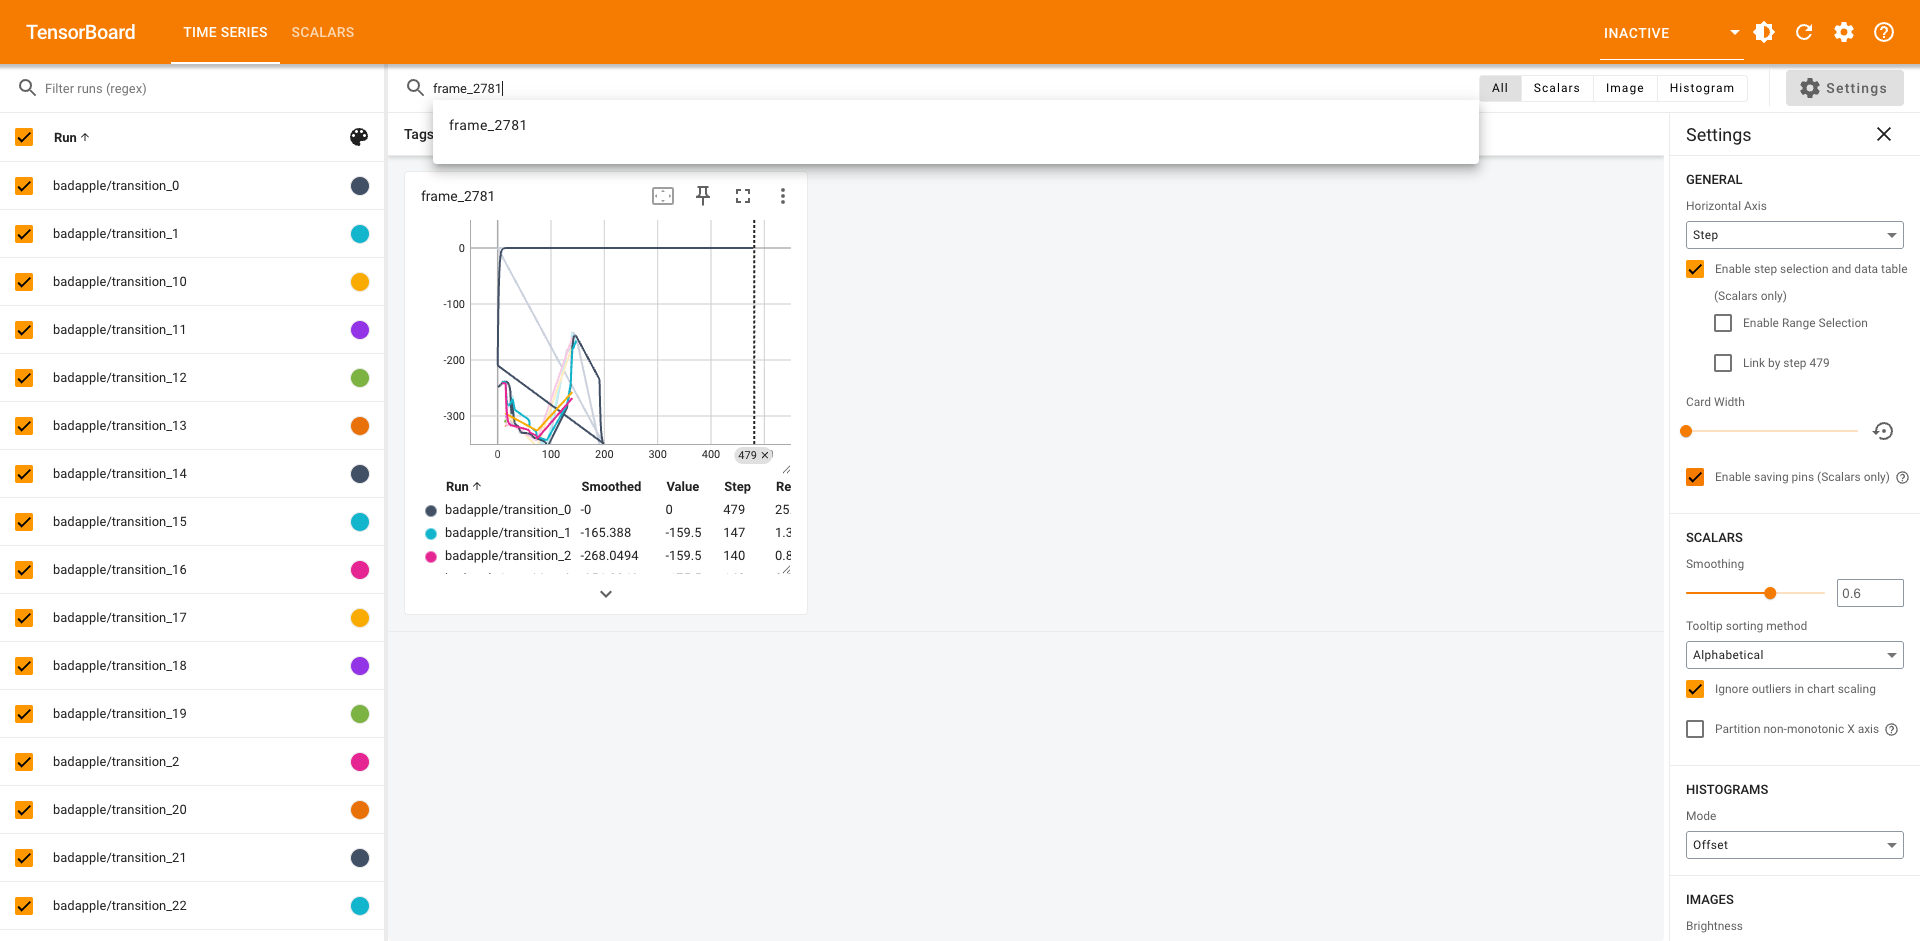 TensorBoard
TIME SERIES
SCALARS
INACTIVE
Filter runs (regex)
Run
badapple/transition_0
badapple/transition_1
badapple/transition_10
badapple/transition_11
badapple/transition_12
badapple/transition_13
badapple/transition_14
badapple/transition_15
badapple/transition_16
badapple/transition_17
badapple/transition_18
badapple/transition_19
badapple/transition_2
badapple/transition_20
badapple/transition_21
badapple/transition_22
frame_2781
All Scalars Image Histogram
Settings
frame_2781
Tags
frame_2781
0
-100
-200
-300
0 100 200 300 400 479
Run Smoothed Value Step Re
badapple/transition_0 -0 0 479 25.
badapple/transition_1 -165.388 -159.5 147 1.3
badapple/transition_2 -268.0494 -159.5 140 0.8
Settings
GENERAL
Horizontal Axis
Step
Enable step selection and data table
(Scalars only)
Enable Range Selection
Link by step 479
Card Width
Enable saving pins (Scalars only)
SCALARS
Smoothing
0.6
Tooltip sorting method
Alphabetical
Ignore outliers in chart scaling
Partition non-monotonic X axis
HISTOGRAMS
Mode
Offset
IMAGES
Brightness